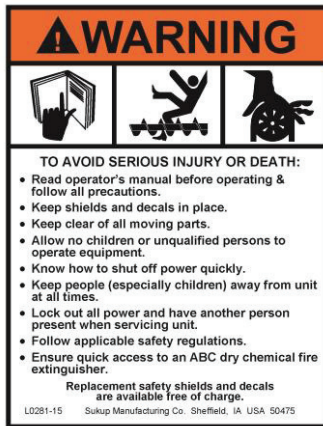 WARNING
TO AVOID SERIOUS INJURY OR DEATH:
• Read operator's manual before operating &
follow all precautions.
• Keep shields and decals in place.
• Keep clear of all moving parts.
• Allow no children or unqualified persons to
operate equipment.
• Know how to shut off power quickly.
• Keep people (especially children) away from unit
at all times.
• Lock out all power and have another person
present when servicing unit.
• Follow applicable safety regulations.
• Ensure quick access to an ABC dry chemical fire
extinguisher.
Replacement safety shields and decals
are available free of charge.
L0281-15 Sukup Manufacturing Co. Sheffield, IA USA 50475